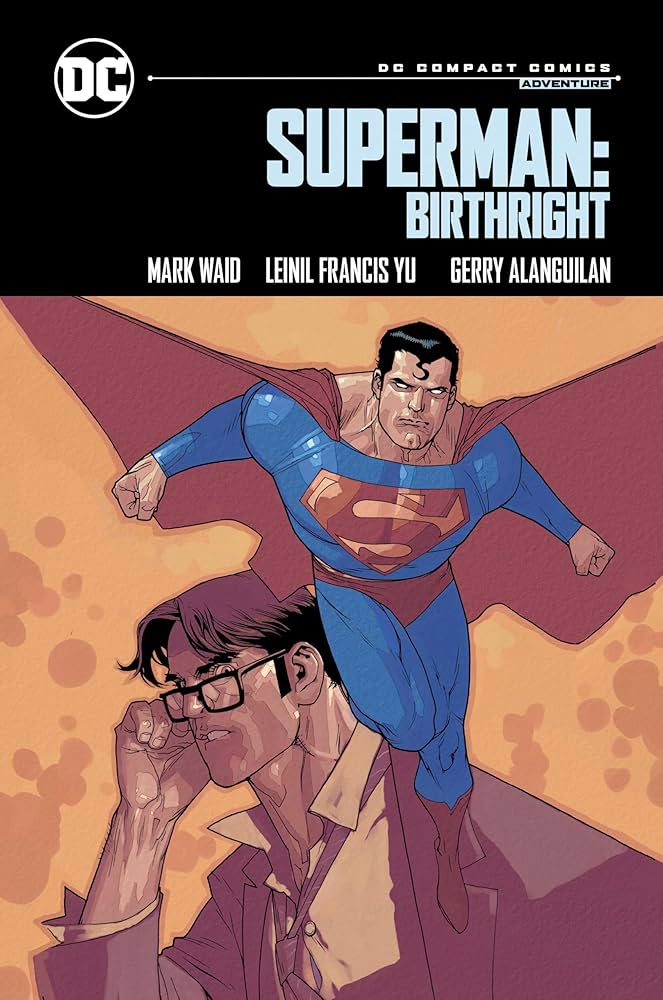 DC
DC COMPACT COMICS
ADVENTURE
SUPERMAN:
BIRTHRIGHT
MARK WAID LEINIL FRANCIS YU GERRY ALANGUILAN
S